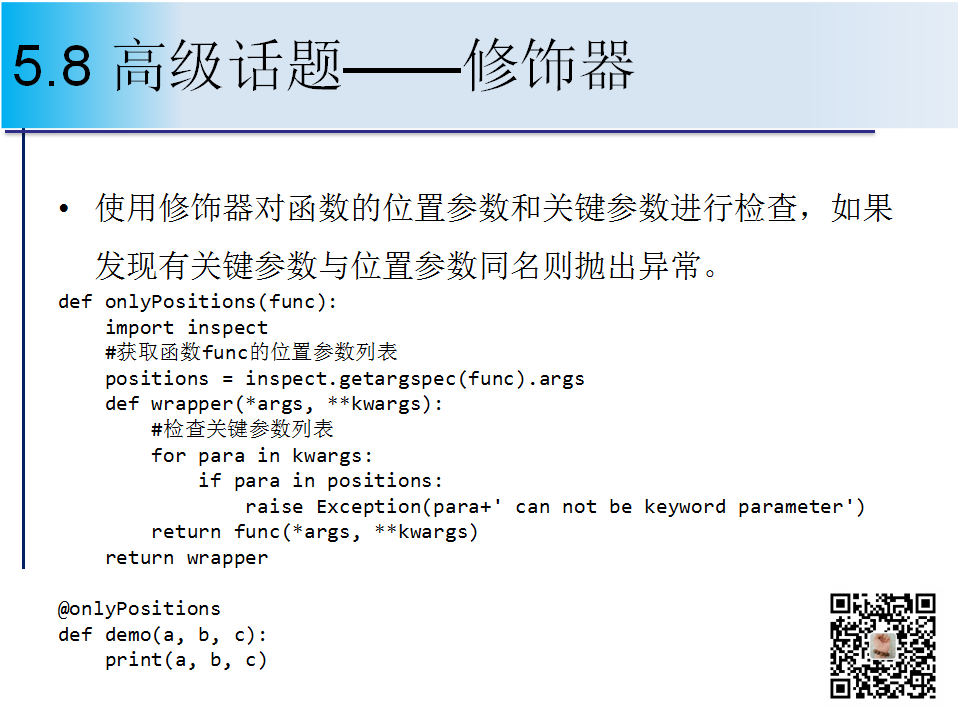 5.8 高级话题——修饰器
• 使用修饰器对函数的位置参数和关键参数进行检查，如果
发现有关键参数与位置参数同名则抛出异常。
def onlyPositions(func):
    import inspect
    #获取函数func的位置参数列表
    positions = inspect.getargspec(func).args
    def wrapper(*args, **kwargs):
        #检查关键参数列表
        for para in kwargs:
            if para in positions:
                raise Exception(para+' can not be keyword parameter')
        return func(*args, **kwargs)
    return wrapper
@onlyPositions
def demo(a, b, c):
    print(a, b, c)